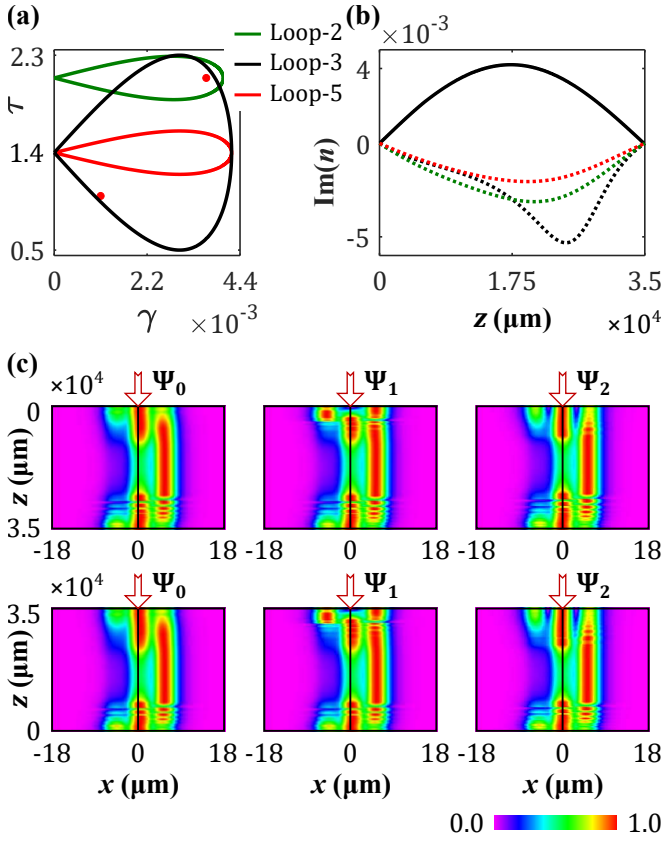 (a)
2.3
τ
1.4
0.5
0 2.2 4.4
γ ×10⁻³
Loop-2
Loop-3
Loop-5
(b)
×10⁻³
4
0
-5
Im(n)
0 1.75 3.5
z (μm) ×10⁴
(c)
×10⁴ Ψ₀ Ψ₁ Ψ₂
0
z (μm)
3.5
-18 0 18 -18 0 18 -18 0 18
×10⁴ Ψ₀ Ψ₁ Ψ₂
3.5
z (μm)
0
-18 0 18 -18 0 18 -18 0 18
x (μm) x (μm) x (μm)
0.0 1.0